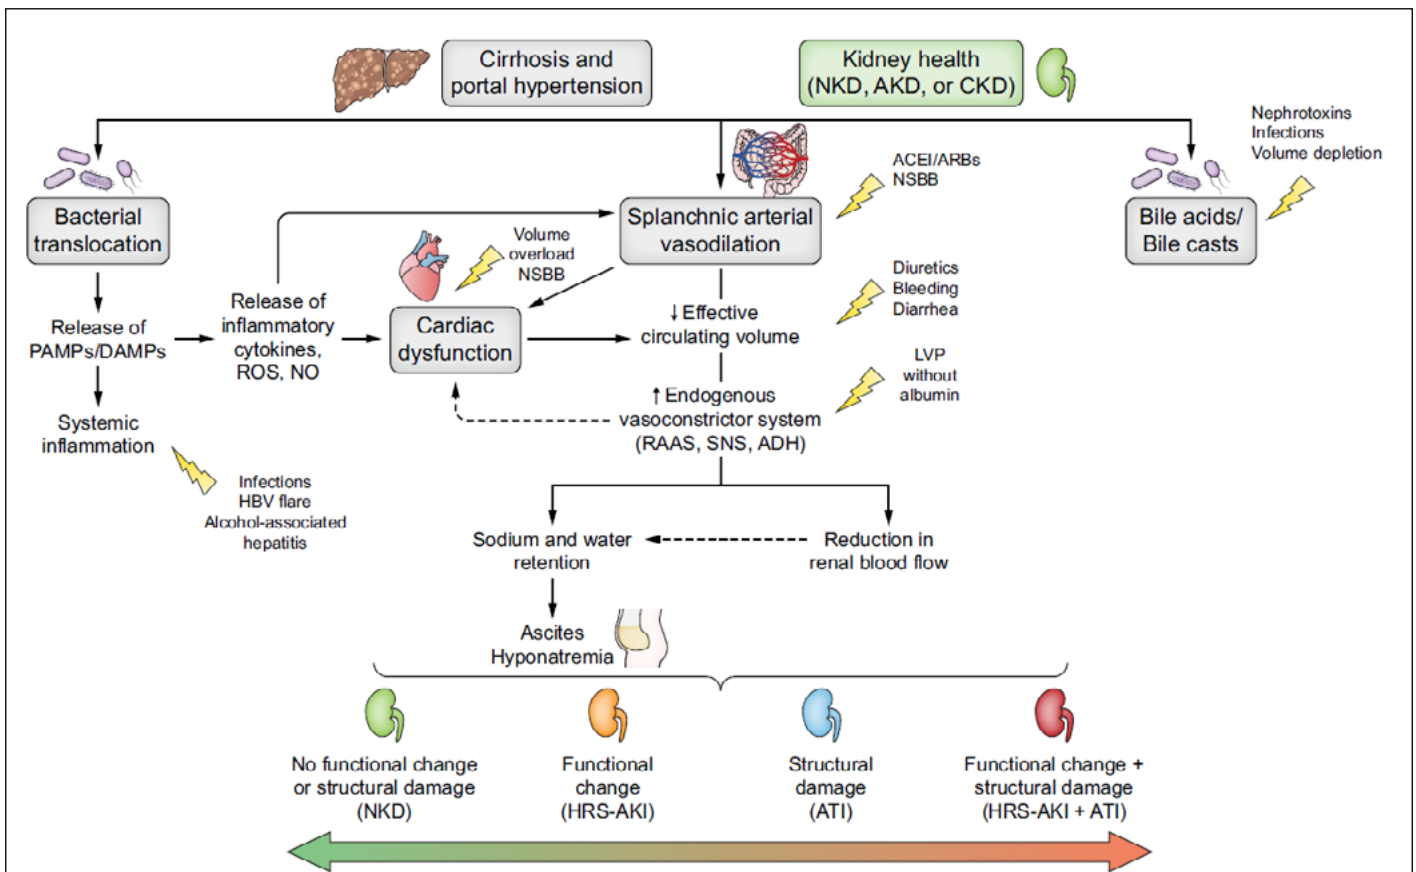 Cirrhosis and
portal hypertension
Kidney health
(NKD, AKD, or CKD)
Nephrotoxins
Infections
Volume depletion
ACEI/ARBs
NSBB
Bacterial
translocation
Splanchnic arterial
vasodilation
Bile acids/
Bile casts
Volume
overload
NSBB
Diuretics
Bleeding
Diarrhea
Release of
PAMPs/DAMPs
Release of
inflammatory
cytokines,
ROS, NO
Cardiac
dysfunction
↓ Effective
circulating volume
LVP
without
albumin
↑ Endogenous
vasoconstrictor system
(RAAS, SNS, ADH)
Systemic
inflammation
Infections
HBV flare
Alcohol-associated
hepatitis
Sodium and water
retention
Reduction in
renal blood flow
Ascites
Hyponatremia
No functional change
or structural damage
(NKD)
Functional
change
(HRS-AKI)
Structural
damage
(ATI)
Functional change +
structural damage
(HRS-AKI + ATI)